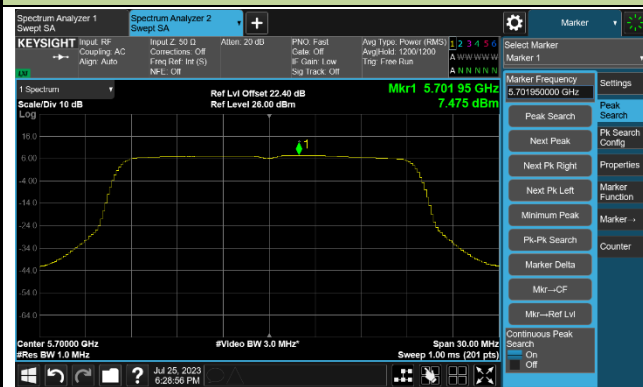 Spectrum Analyzer 1
Swept SA
Spectrum Analyzer 2
Swept SA
+
Marker
KEYSIGHT
Input: RF
Coupling: AC
Align: Auto
Input Z: 50 Ω
Corrections: Off
Freq Ref: Int (S)
NFE: Off
Atten: 20 dB
PNO: Fast
Gate: Off
IF Gain: Low
Sig Track: Off
Avg Type: Power (RMS)
Avg|Hold: 1200/1200
Trig: Free Run
1 2 3 4 5 6
A W W W W W
A N N N N N
LXI
Select Marker
Marker 1
1 Spectrum
Scale/Div 10 dB
Log
Ref Lvl Offset 22.40 dB
Ref Level 26.00 dBm
Mkr1 5.701 95 GHz
7.475 dBm
16.0
6.00
-4.00
-14.0
-24.0
-34.0
-44.0
-54.0
-64.0
1
Center 5.70000 GHz
#Res BW 1.0 MHz
#Video BW 3.0 MHz*
Span 30.00 MHz
Sweep 1.00 ms (201 pts)
Marker Frequency
5.701950000 GHz
Peak Search
Next Peak
Next Pk Right
Next Pk Left
Minimum Peak
Pk-Pk Search
Marker Delta
Mkr→CF
Mkr→Ref Lvl
Continuous Peak
Search
On
Off
Settings
Peak
Search
Pk Search
Config
Properties
Marker
Function
Marker→
Counter
?
Jul 25, 2023
6:28:56 PM